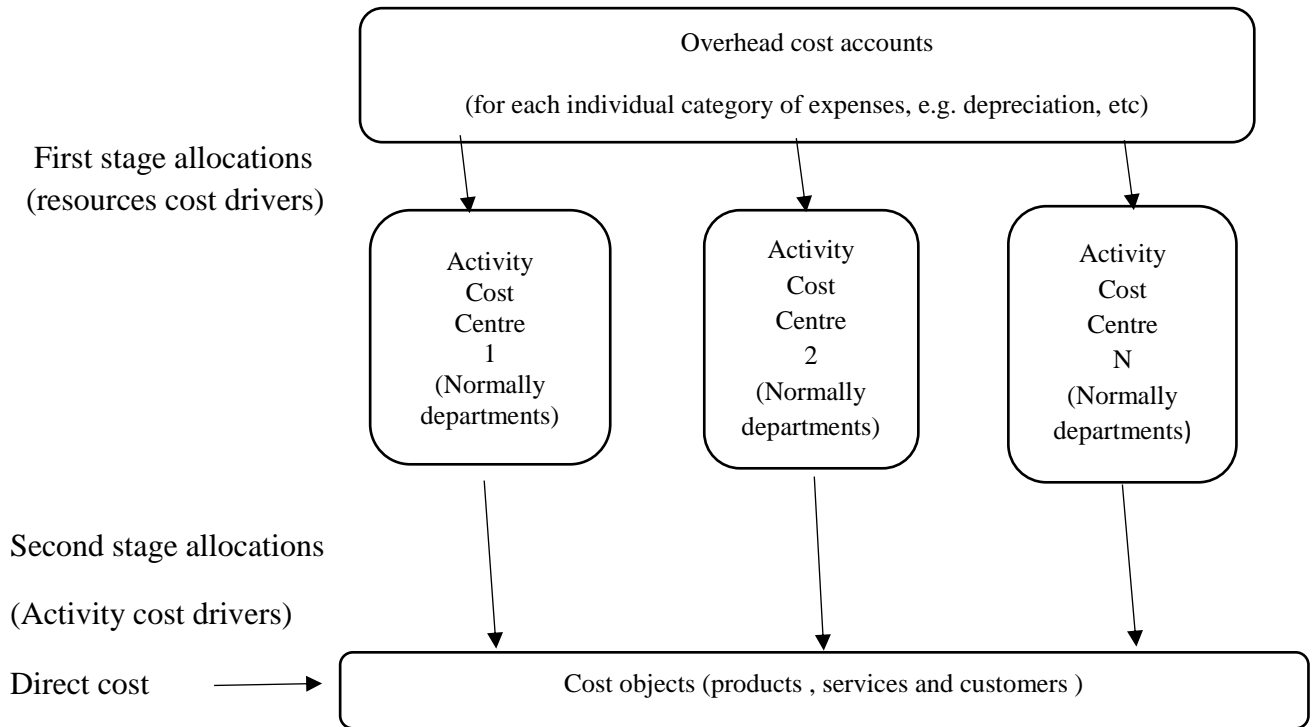 Overhead cost accounts
(for each individual category of expenses, e.g. depreciation, etc)
First stage allocations
(resources cost drivers)
Activity
Cost
Centre
1
(Normally
departments)
Activity
Cost
Centre
2
(Normally
departments)
Activity
Cost
Centre
N
(Normally
departments)
Second stage allocations
(Activity cost drivers)
Direct cost
Cost objects (products , services and customers )